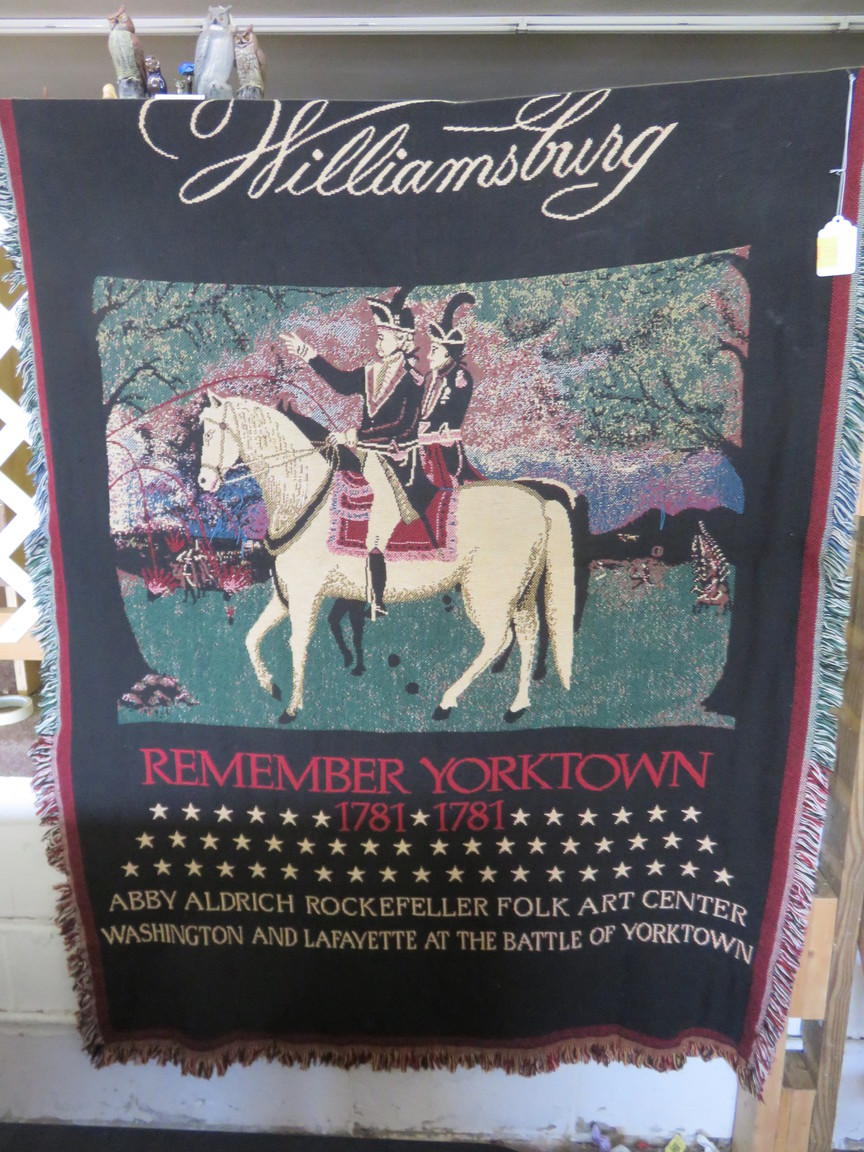 Williamsburg
REMEMBER YORKTOWN
1781 ★ 1781
ABBY ALDRICH ROCKEFELLER FOLK ART CENTER
WASHINGTON AND LAFAYETTE AT THE BATTLE OF YORKTOWN